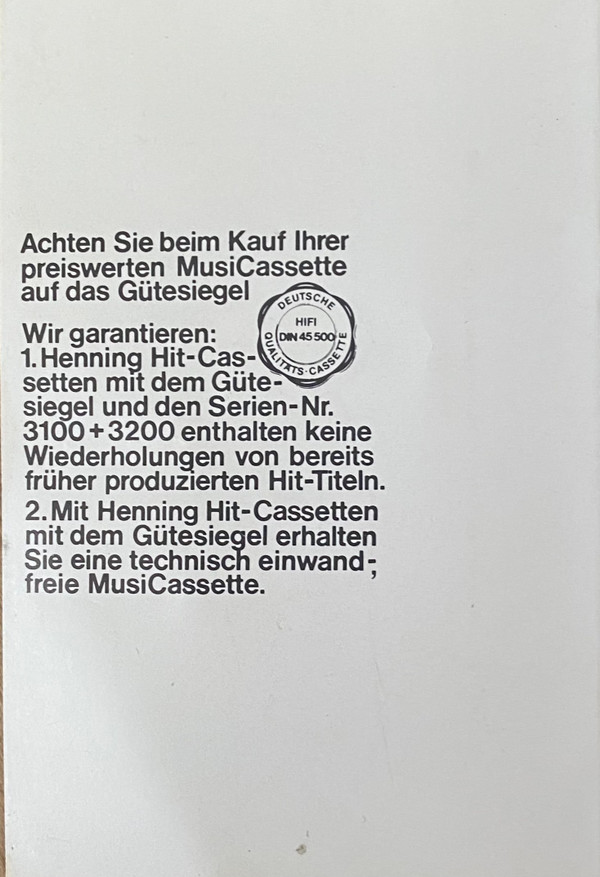 Achten Sie beim Kauf Ihrer
preiswerten MusiCassette
auf das Gütesiegel
DEUTSCHE
HIFI
DIN 45 500
QUALITÄTS·CASSETTE
Wir garantieren:
1.Henning Hit-Cas-
setten mit dem Güte-
siegel und den Serien-Nr.
3100+3200 enthalten keine
Wiederholungen von bereits
früher produzierten Hit-Titeln.
2.Mit Henning Hit-Cassetten
mit dem Gütesiegel erhalten
Sie eine technisch einwand-;
freie MusiCassette.